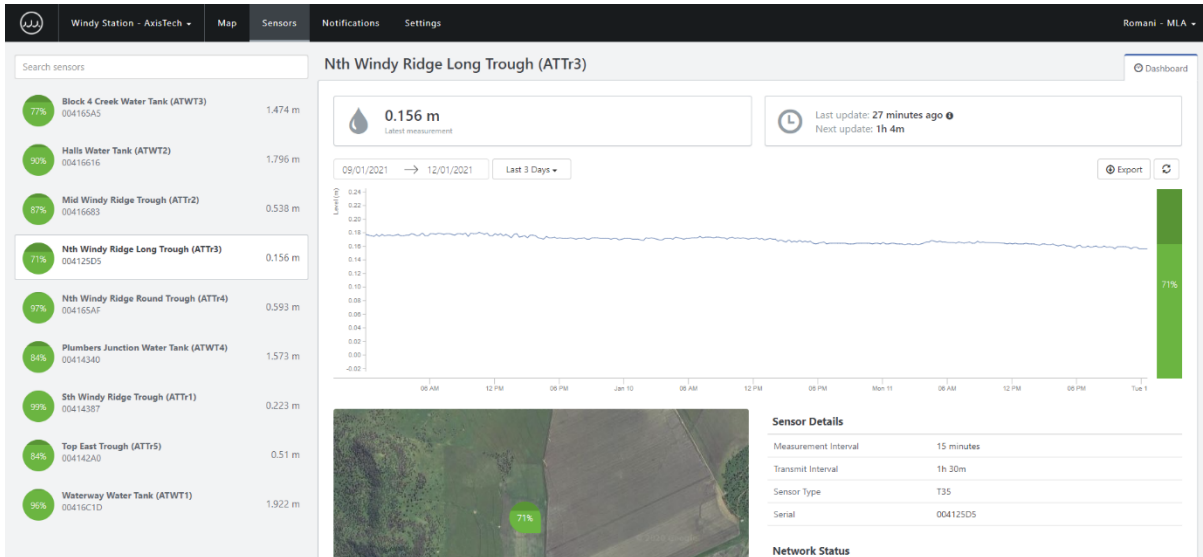 Windy Station - AxisTech
Map
Sensors
Notifications
Settings
Romani - MLA
Search sensors
77%
Block 4 Creek Water Tank (ATWT3)
004165A5
1.474 m
90%
Halls Water Tank (ATWT2)
00416616
1.796 m
87%
Mid Windy Ridge Trough (ATTr2)
00416683
0.538 m
71%
Nth Windy Ridge Long Trough (ATTr3)
004125D5
0.156 m
97%
Nth Windy Ridge Round Trough (ATTr4)
004165AF
0.593 m
84%
Plumbers Junction Water Tank (ATWT4)
00414340
1.573 m
99%
Sth Windy Ridge Trough (ATTr1)
00414387
0.223 m
84%
Top East Trough (ATTr5)
004142A0
0.51 m
96%
Waterway Water Tank (ATWT1)
00416C1D
1.922 m
Nth Windy Ridge Long Trough (ATTr3)
Dashboard
0.156 m
Latest measurement
Last update: 27 minutes ago
Next update: 1h 4m
09/01/2021 → 12/01/2021
Last 3 Days
Export
Level (m)
0.24
0.22
0.20
0.18
0.16
0.14
0.12
0.10
0.08
0.06
0.04
0.02
0.00
-0.02
06 AM 12 PM 06 PM Jan 10 06 AM 12 PM 06 PM Mon 11 06 AM 12 PM 06 PM Tue 1
71%
71%
Sensor Details
Measurement Interval 15 minutes
Transmit Interval 1h 30m
Sensor Type T35
Serial 004125D5
Network Status